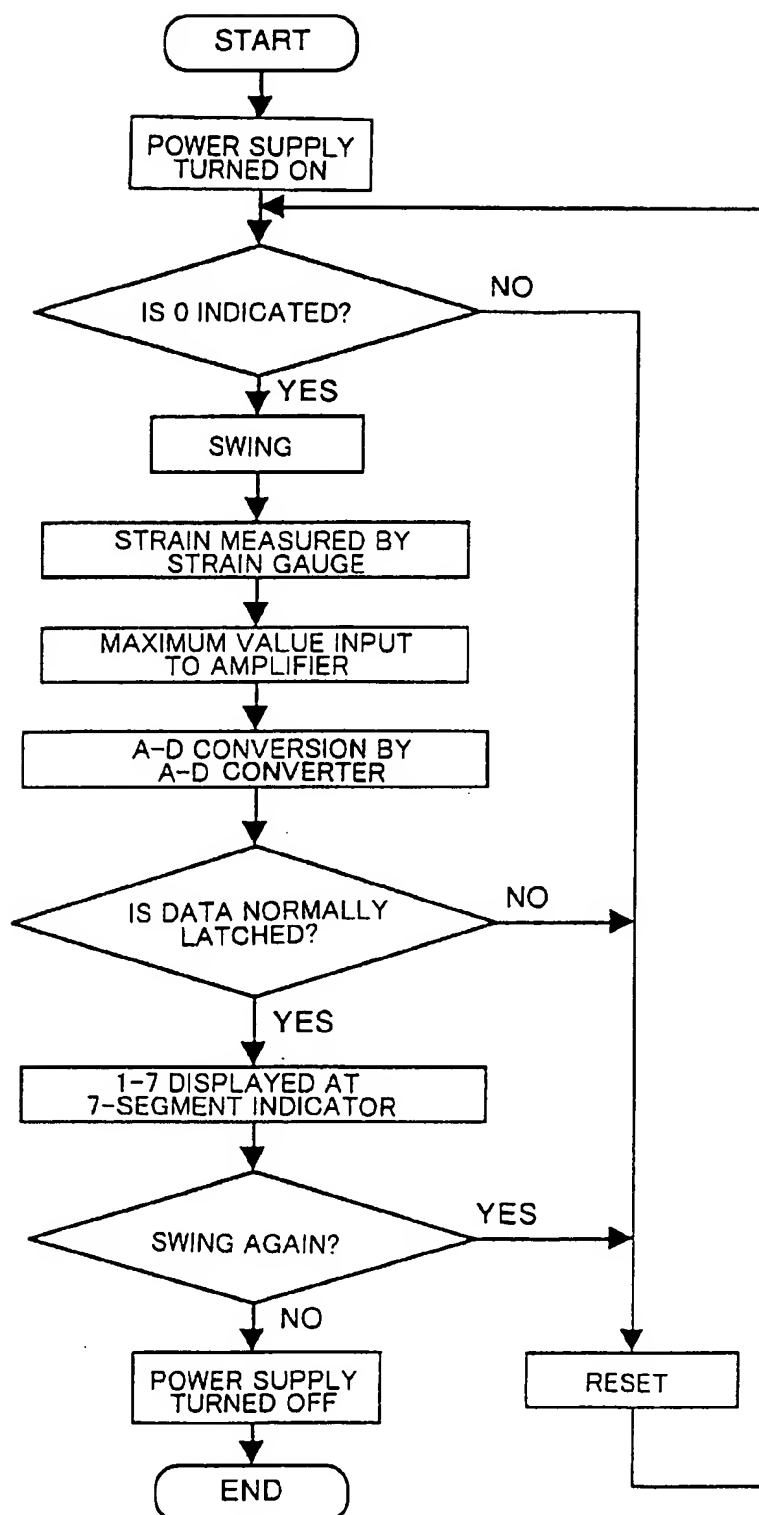 START
POWER SUPPLY
TURNED ON
IS 0 INDICATED?
NO
YES
SWING
STRAIN MEASURED BY
STRAIN GAUGE
MAXIMUM VALUE INPUT
TO AMPLIFIER
A-D CONVERSION BY
A-D CONVERTER
IS DATA NORMALLY
LATCHED?
NO
YES
1-7 DISPLAYED AT
7-SEGMENT INDICATOR
SWING AGAIN?
YES
NO
POWER SUPPLY
TURNED OFF
RESET
END